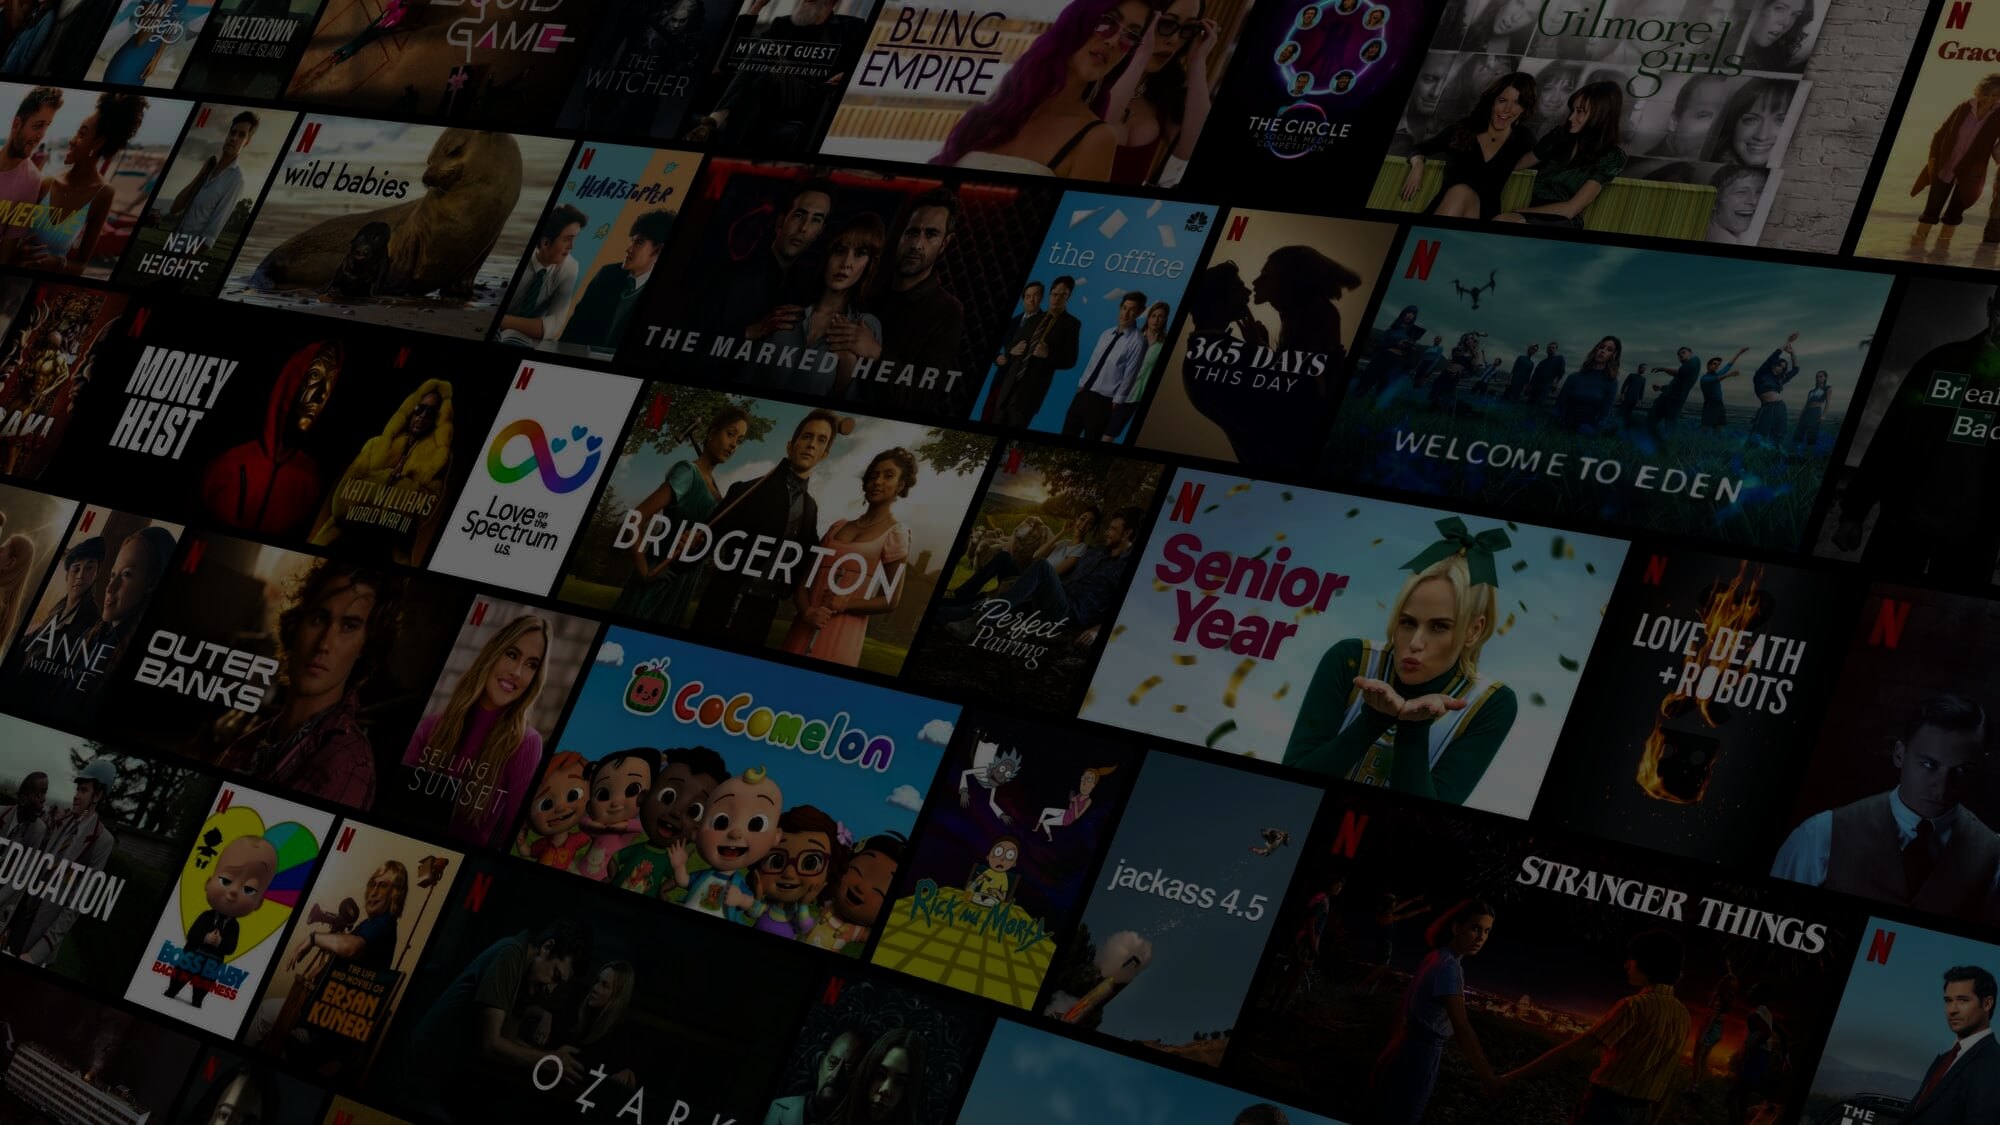 JANE
THE
VIRGIN
MELTDOWN
THREE MILE ISLAND
SQUID
GAME
THE
WITCHER
MY NEXT GUEST
DAVID LETTERMAN
BLING
EMPIRE
THE CIRCLE
A SOCIAL MEDIA
COMPETITION
Gilmore
girls
N
Grace
MERTIME
N
NEW
HEIGHTS
N
wild babies
N
HEARTSTOPPER
N
THE MARKED HEART
NBC
the office
N
365 DAYS
THIS DAY
N
WELCOME TO EDEN
Breaki
Bad
N
MONEY
HEIST
N
KATT WILLIAMS
WORLD WAR III
N
Love on the
Spectrum
U.S.
N
BRIDGERTON
N
A Perfect
Pairing
N
Senior
Year
N
LOVE DEATH
+ROBOTS
N
N
ANNE
WITH AN E
N
OUTER
BANKS
N
SELLING
SUNSET
CoComelon
Rick and Morty
jackass 4.5
N
STRANGER THINGS
EDUCATION
N
BOSS BABY
BACK IN BUSINESS
N
THE LIFE
AND MOVIES OF
ERŞAN
KUNERİ
N
OZARK
N
N
THE
N